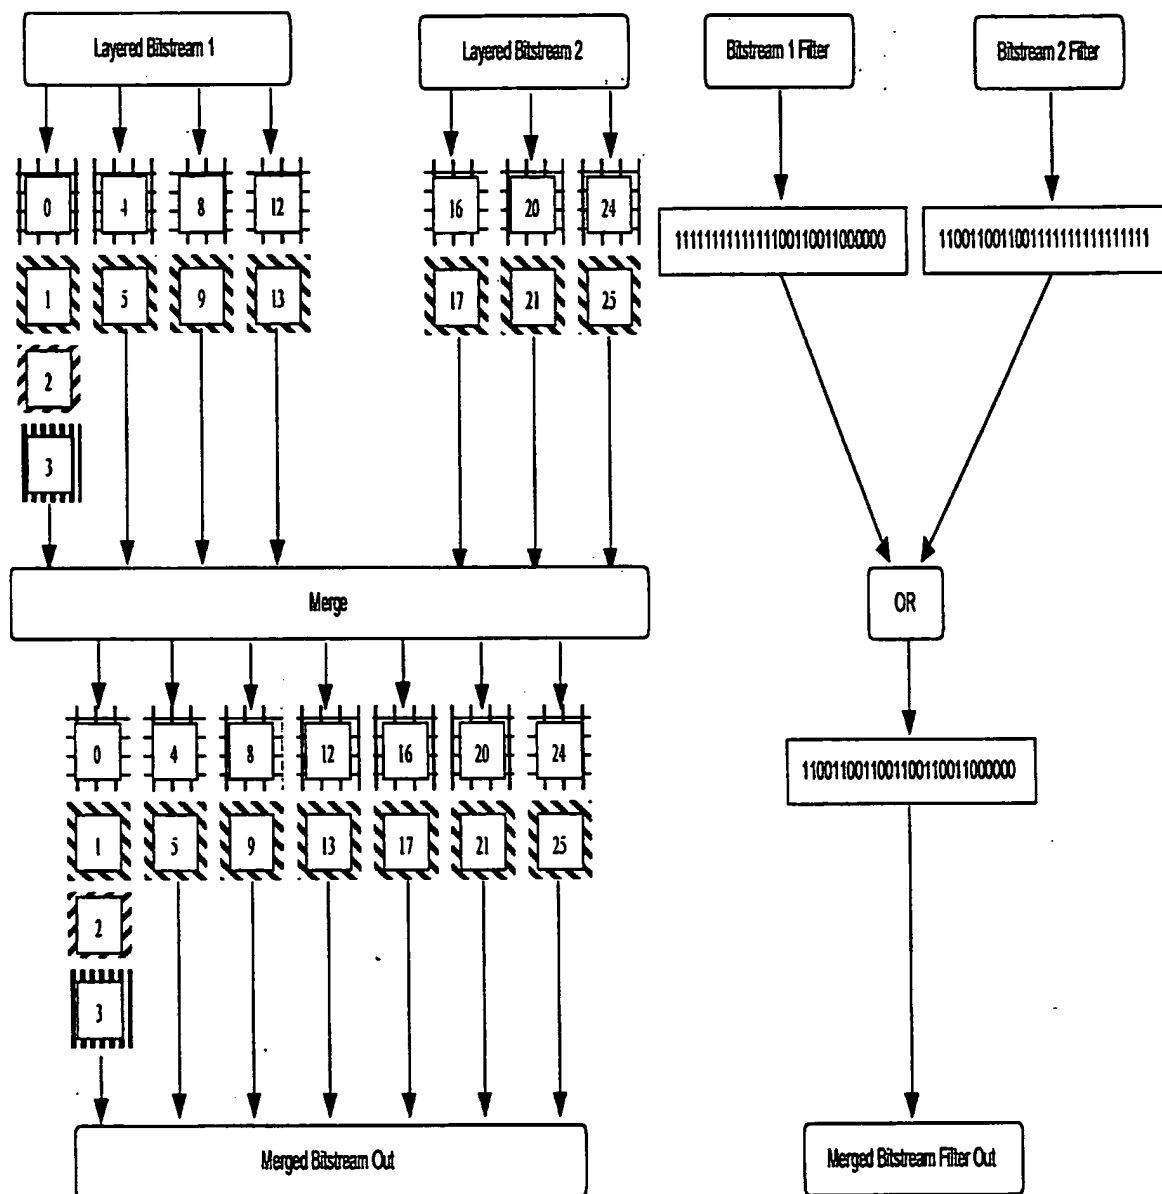 Layered Bitstream 1
Layered Bitstream 2
Bitstream 1 Filter
Bitstream 2 Filter
0 4 8 12
16 20 24
1111111111111100110011000000
1100110011001111111111111111
1 5 9 13
17 21 25
2
3
Merge
OR
0 4 8 12 16 20 24
1100110011001100110011000000
1 5 9 13 17 21 25
2
3
Merged Bitstream Out
Merged Bitstream Filter Out